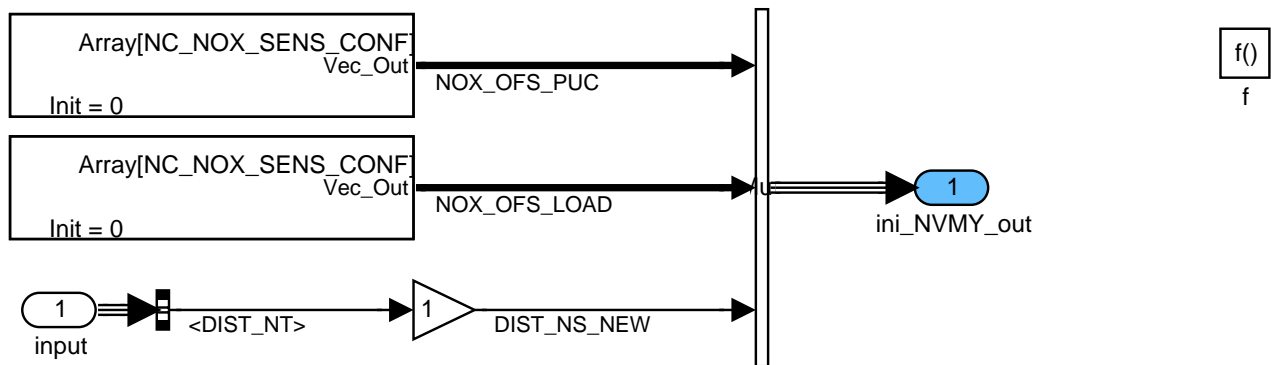 Array[NC_NOX_SENS_CONF]
Vec_Out
Init = 0
NOX_OFS_PUC
f()
f
Array[NC_NOX_SENS_CONF]
Vec_Out
Init = 0
NOX_OFS_LOAD
1
ini_NVMY_out
1
input
<DIST_NT>
1
DIST_NS_NEW